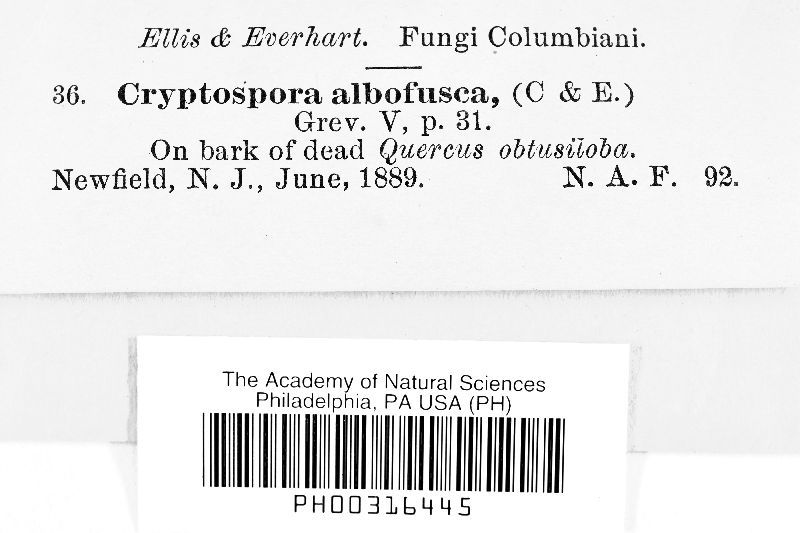 Ellis & Everhart. Fungi Columbiani.
36. Cryptospora albofusca, (C & E.)
Grev. V, p. 31.
On bark of dead Quercus obtusiloba.
Newfield, N. J., June, 1889. N. A. F. 92.
The Academy of Natural Sciences
Philadelphia, PA USA (PH)
PH00316445